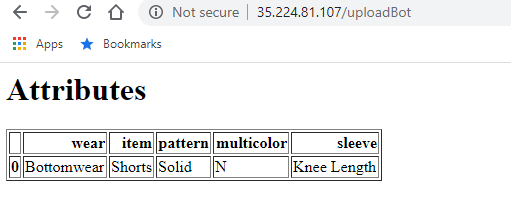 Not secure | 35.224.81.107/uploadBot
Apps Bookmarks
Attributes
wear item pattern multicolor sleeve
0 Bottomwear Shorts Solid N Knee Length